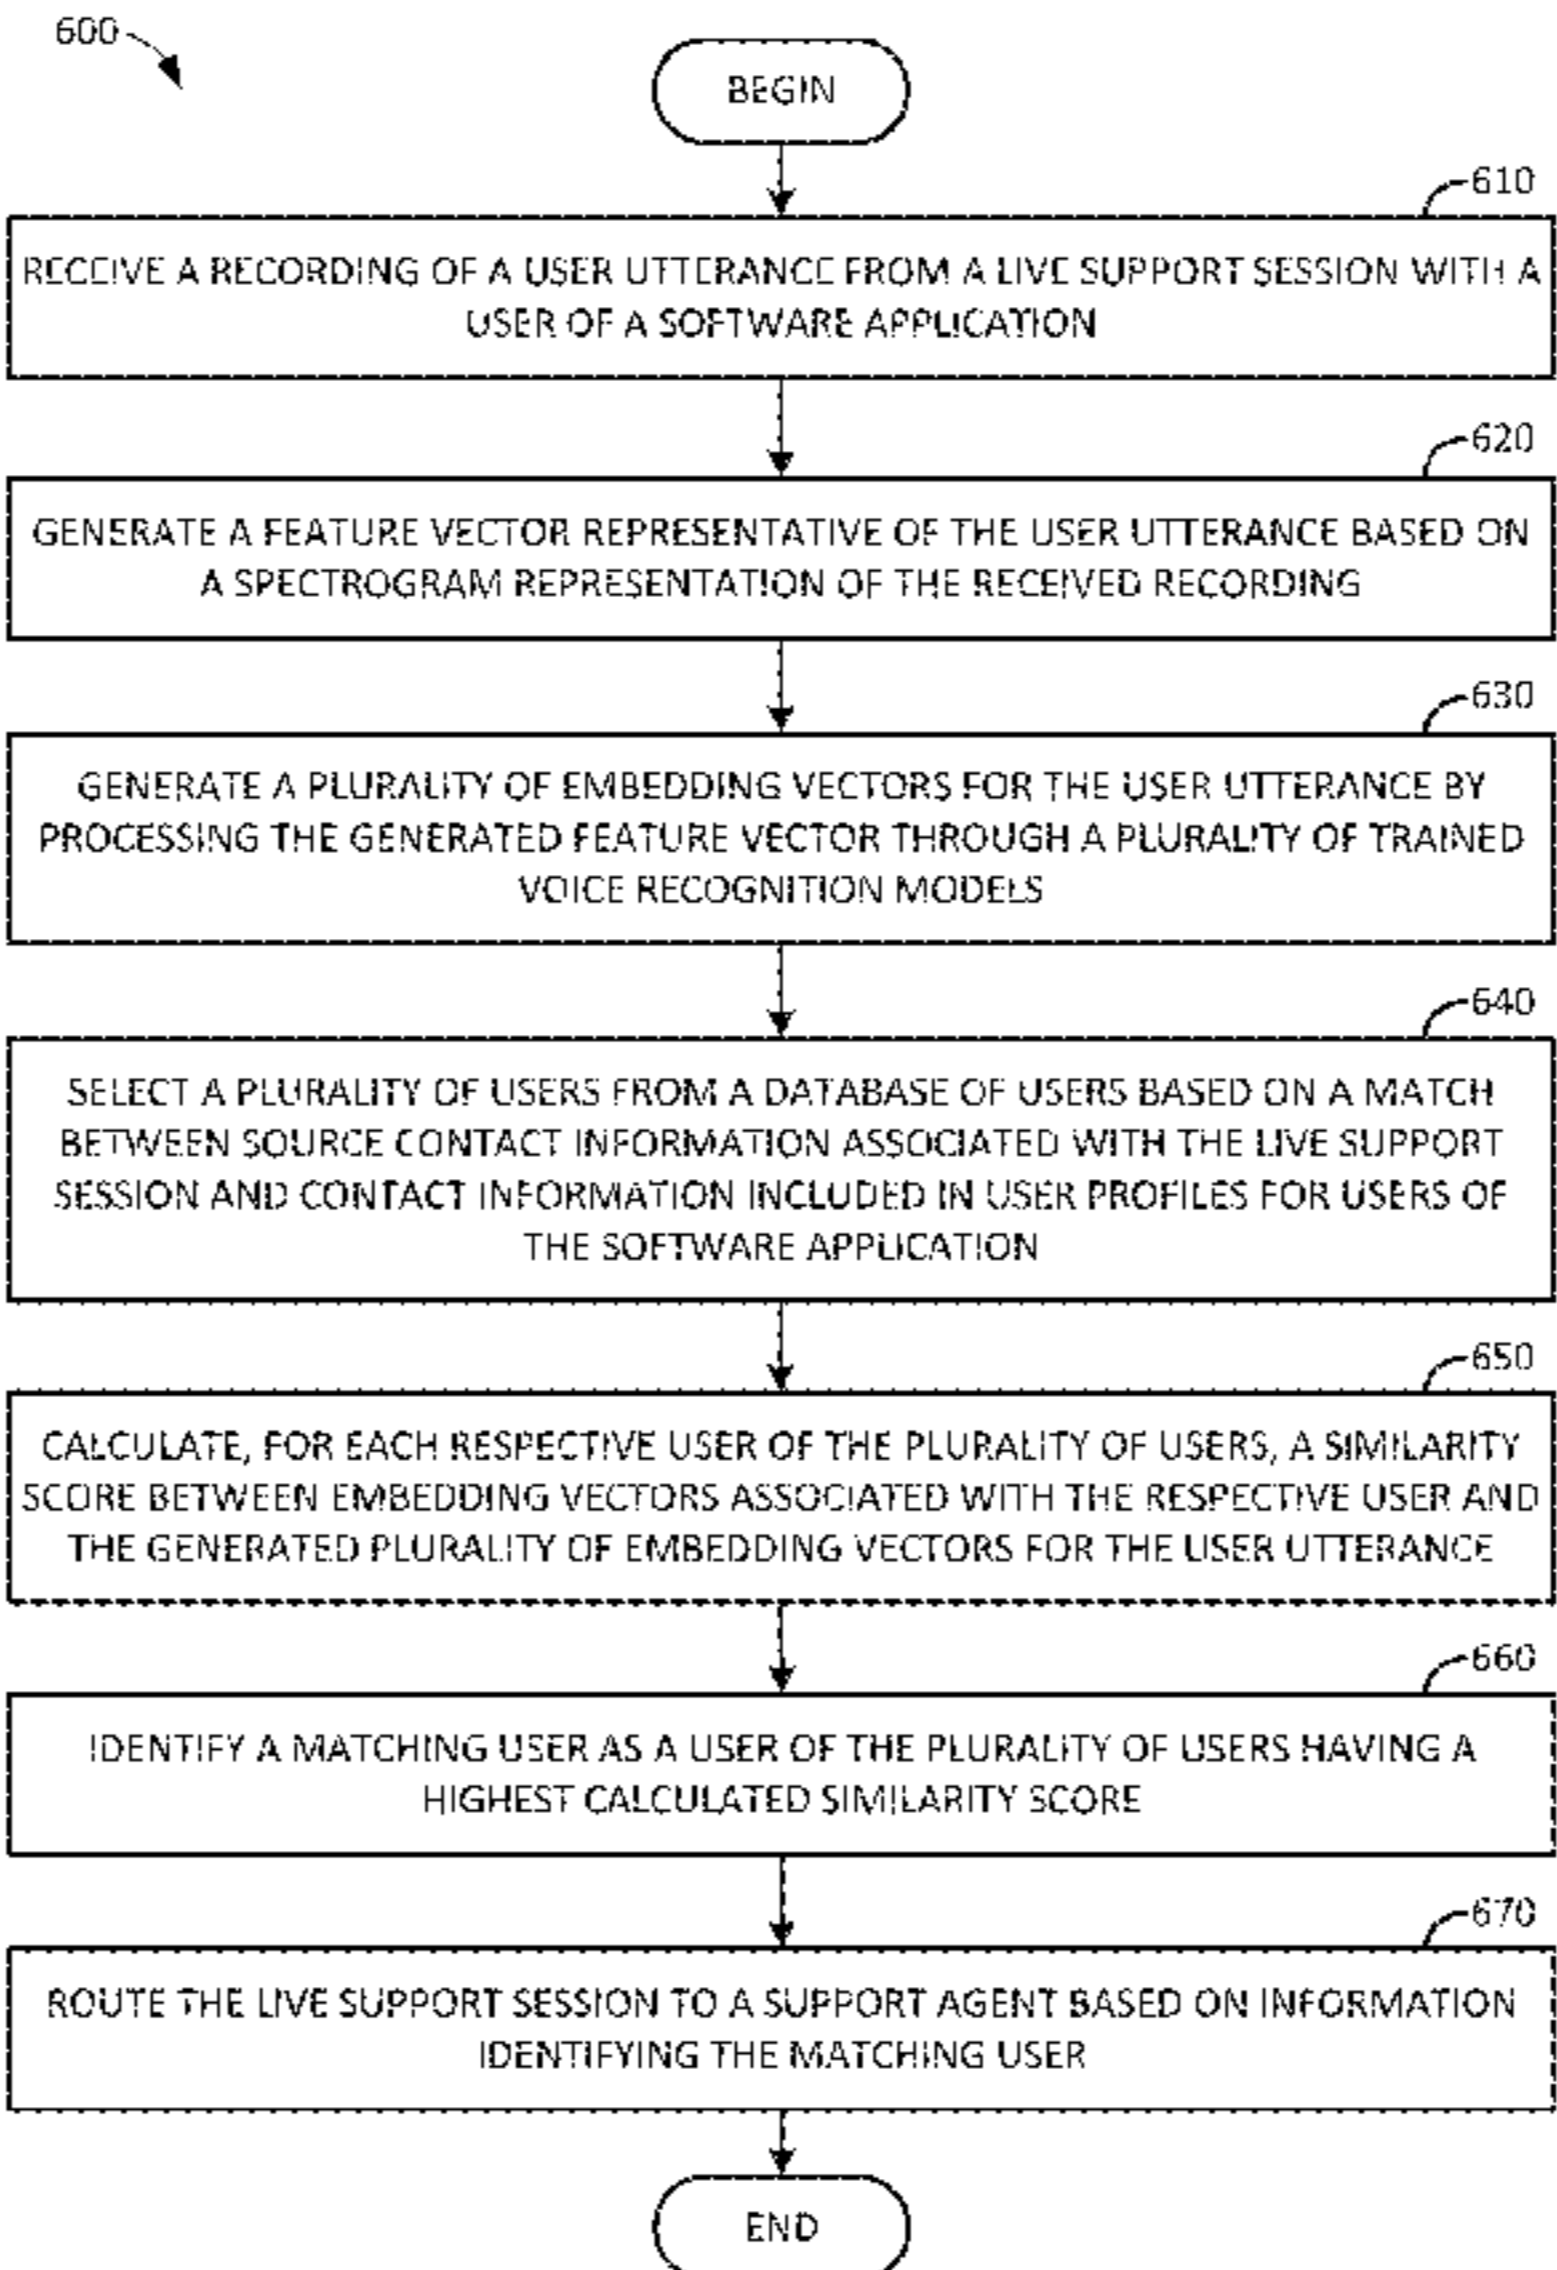 600
BEGIN
610
RECEIVE A RECORDING OF A USER UTTERANCE FROM A LIVE SUPPORT SESSION WITH A
USER OF A SOFTWARE APPLICATION
620
GENERATE A FEATURE VECTOR REPRESENTATIVE OF THE USER UTTERANCE BASED ON
A SPECTROGRAM REPRESENTATION OF THE RECEIVED RECORDING
630
GENERATE A PLURALITY OF EMBEDDING VECTORS FOR THE USER UTTERANCE BY
PROCESSING THE GENERATED FEATURE VECTOR THROUGH A PLURALITY OF TRAINED
VOICE RECOGNITION MODELS
640
SELECT A PLURALITY OF USERS FROM A DATABASE OF USERS BASED ON A MATCH
BETWEEN SOURCE CONTACT INFORMATION ASSOCIATED WITH THE LIVE SUPPORT
SESSION AND CONTACT INFORMATION INCLUDED IN USER PROFILES FOR USERS OF
THE SOFTWARE APPLICATION
650
CALCULATE, FOR EACH RESPECTIVE USER OF THE PLURALITY OF USERS, A SIMILARITY
SCORE BETWEEN EMBEDDING VECTORS ASSOCIATED WITH THE RESPECTIVE USER AND
THE GENERATED PLURALITY OF EMBEDDING VECTORS FOR THE USER UTTERANCE
660
IDENTIFY A MATCHING USER AS A USER OF THE PLURALITY OF USERS HAVING A
HIGHEST CALCULATED SIMILARITY SCORE
670
ROUTE THE LIVE SUPPORT SESSION TO A SUPPORT AGENT BASED ON INFORMATION
IDENTIFYING THE MATCHING USER
END